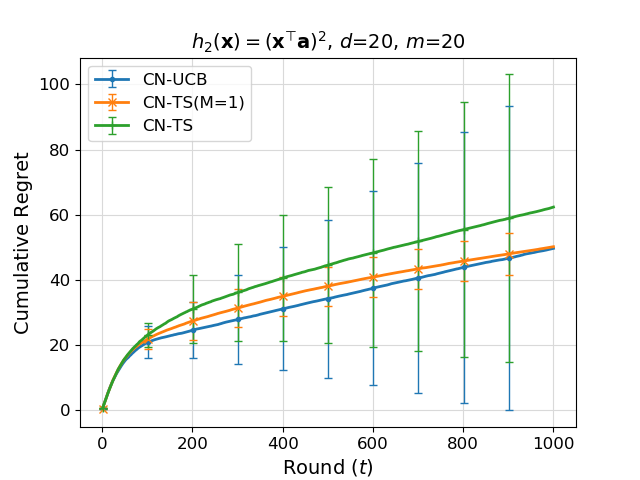 h₂(𝐱) = (𝐱⊤𝐚)², d=20, m=20
CN-UCB
CN-TS(M=1)
CN-TS
Cumulative Regret
100
80
60
40
20
0
0 200 400 600 800 1000
Round (t)